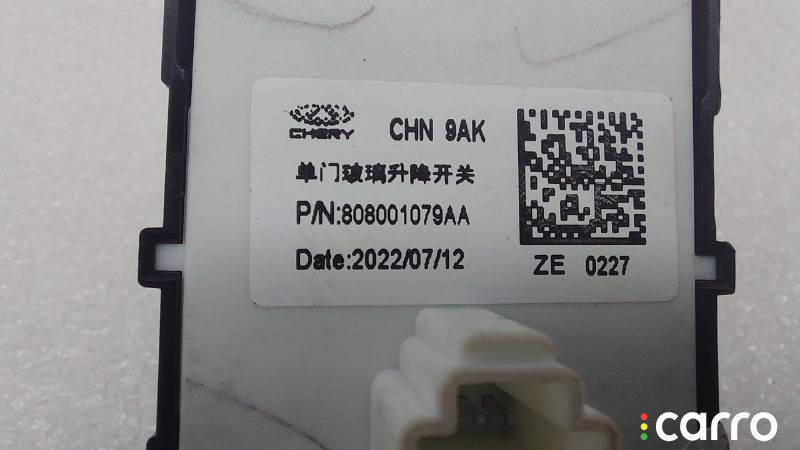 CHERY
CHN 9AK
单门玻璃升降开关
P/N:808001079AA
Date:2022/07/12
ZE 0227
carro